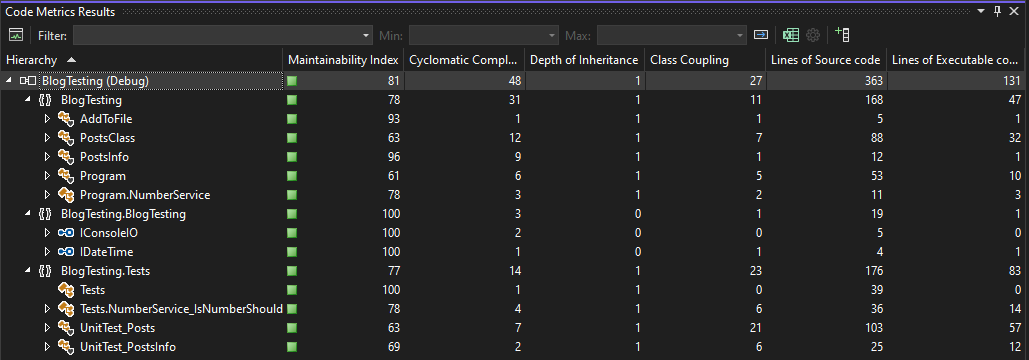 Code Metrics Results
Filter: Min: Max:
Hierarchy Maintainability Index Cyclomatic Compl... Depth of Inheritance Class Coupling Lines of Source code Lines of Executable co...
BlogTesting (Debug) 81 48 1 27 363 131
{} BlogTesting 78 31 1 11 168 47
AddToFile 93 1 1 1 5 1
PostsClass 63 12 1 7 88 32
PostsInfo 96 9 1 1 12 1
Program 61 6 1 5 53 10
Program.NumberService 78 3 1 2 11 3
{} BlogTesting.BlogTesting 100 3 0 1 19 1
IConsoleIO 100 2 0 0 5 0
IDateTime 100 1 0 1 4 1
{} BlogTesting.Tests 77 14 1 23 176 83
Tests 100 1 1 0 39 0
Tests.NumberService_IsNumberShould 78 4 1 6 36 14
UnitTest_Posts 63 7 1 21 103 57
UnitTest_PostsInfo 69 2 1 6 25 12